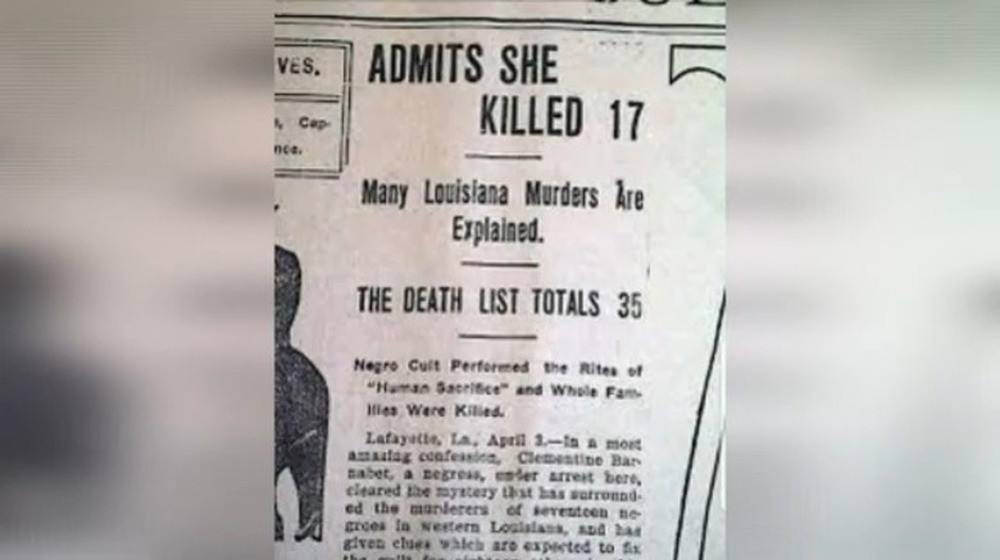 VES.
, Cap-
nce.
ADMITS SHE
KILLED 17
Many Louisiana Murders Are
Explained.
THE DEATH LIST TOTALS 35
Negro Cult Performed the Rites of
"Human Sacrifice" and Whole Fam-
ilies Were Killed.
Lafayette, La., April 3.—In a most
amazing confession, Clementine Bar-
nabet, a negress, under arrest here,
cleared the mystery that has surround-
ed the murderers of seventeen ne-
groes in western Louisiana, and has
given clues which are expected to fix